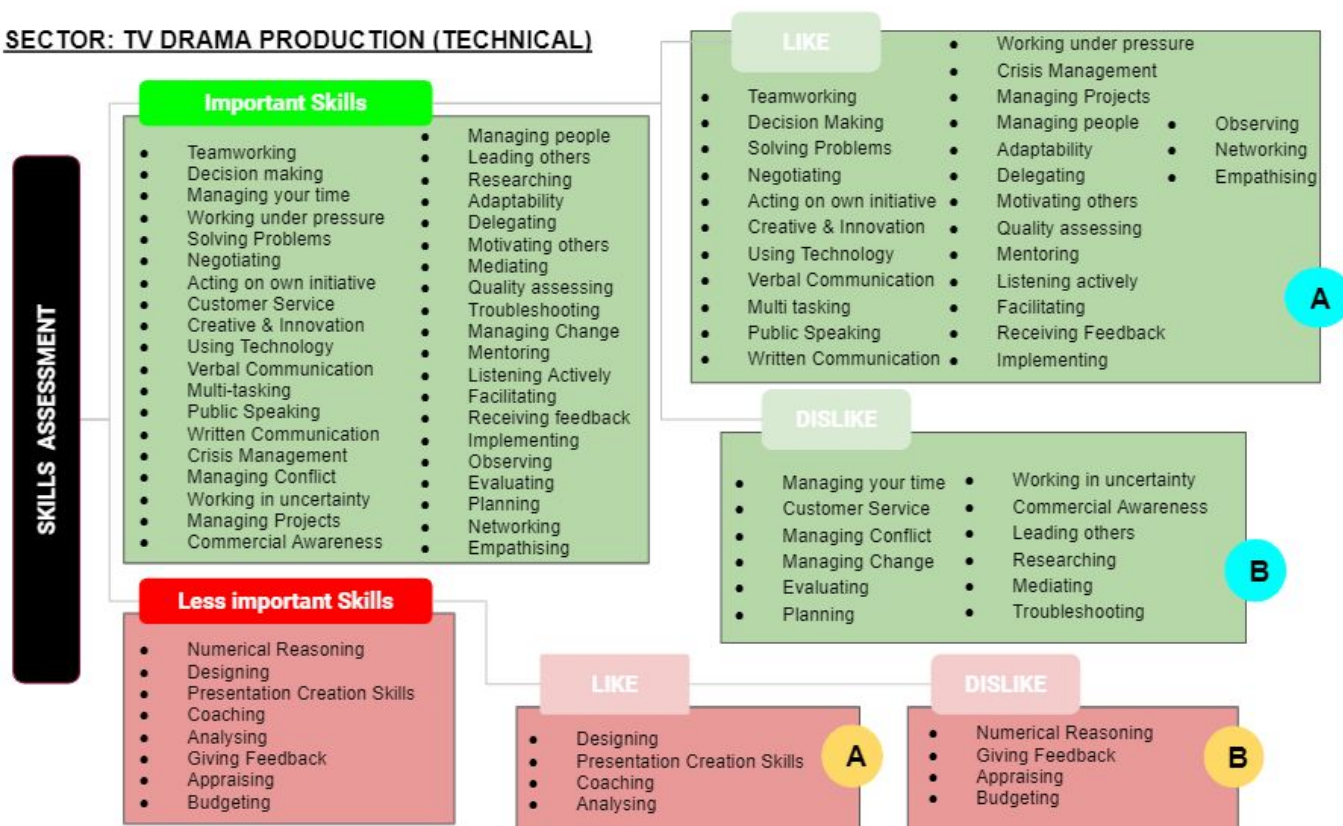 SECTOR: TV DRAMA PRODUCTION (TECHNICAL)
SKILLS ASSESSMENT
Important Skills
Teamworking
Decision making
Managing your time
Working under pressure
Solving Problems
Negotiating
Acting on own initiative
Customer Service
Creative & Innovation
Using Technology
Verbal Communication
Multi-tasking
Public Speaking
Written Communication
Crisis Management
Managing Conflict
Working in uncertainty
Managing Projects
Commercial Awareness
Managing people
Leading others
Researching
Adaptability
Delegating
Motivating others
Mediating
Quality assessing
Troubleshooting
Managing Change
Mentoring
Listening Actively
Facilitating
Receiving feedback
Implementing
Observing
Evaluating
Planning
Networking
Empathising
LIKE
Teamworking
Decision Making
Solving Problems
Negotiating
Acting on own initiative
Creative & Innovation
Using Technology
Verbal Communication
Multi tasking
Public Speaking
Written Communication
Working under pressure
Crisis Management
Managing Projects
Managing people
Adaptability
Delegating
Motivating others
Quality assessing
Mentoring
Listening actively
Facilitating
Receiving Feedback
Implementing
Observing
Networking
Empathising
A
DISLIKE
Managing your time
Customer Service
Managing Conflict
Managing Change
Evaluating
Planning
Working in uncertainty
Commercial Awareness
Leading others
Researching
Mediating
Troubleshooting
B
Less important Skills
Numerical Reasoning
Designing
Presentation Creation Skills
Coaching
Analysing
Giving Feedback
Appraising
Budgeting
LIKE
Designing
Presentation Creation Skills
Coaching
Analysing
A
DISLIKE
Numerical Reasoning
Giving Feedback
Appraising
Budgeting
B